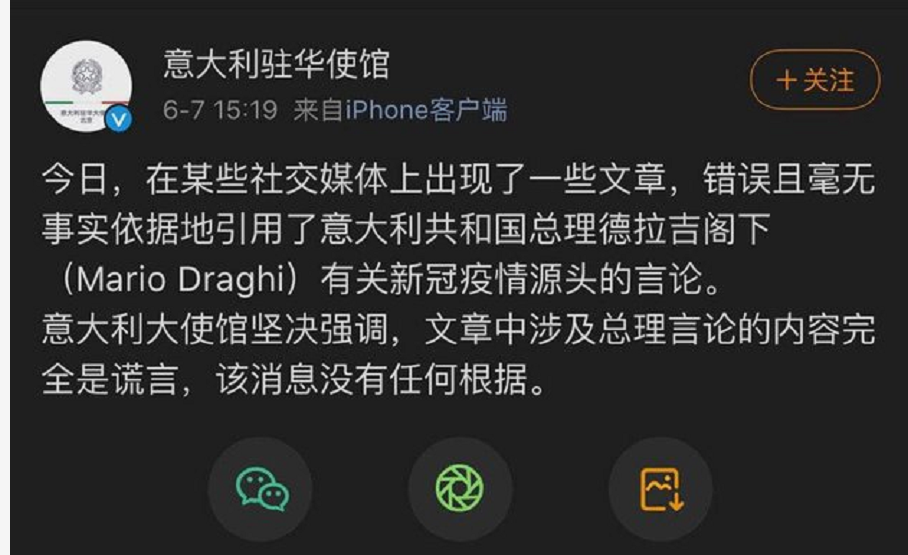 意大利驻华使馆
+关注
6-7 15:19 来自iPhone客户端
今日，在某些社交媒体上出现了一些文章，错误且毫无
事实依据地引用了意大利共和国总理德拉吉阁下
（Mario Draghi）有关新冠疫情源头的言论。
意大利大使馆坚决强调，文章中涉及总理言论的内容完
全是谎言，该消息没有任何根据。